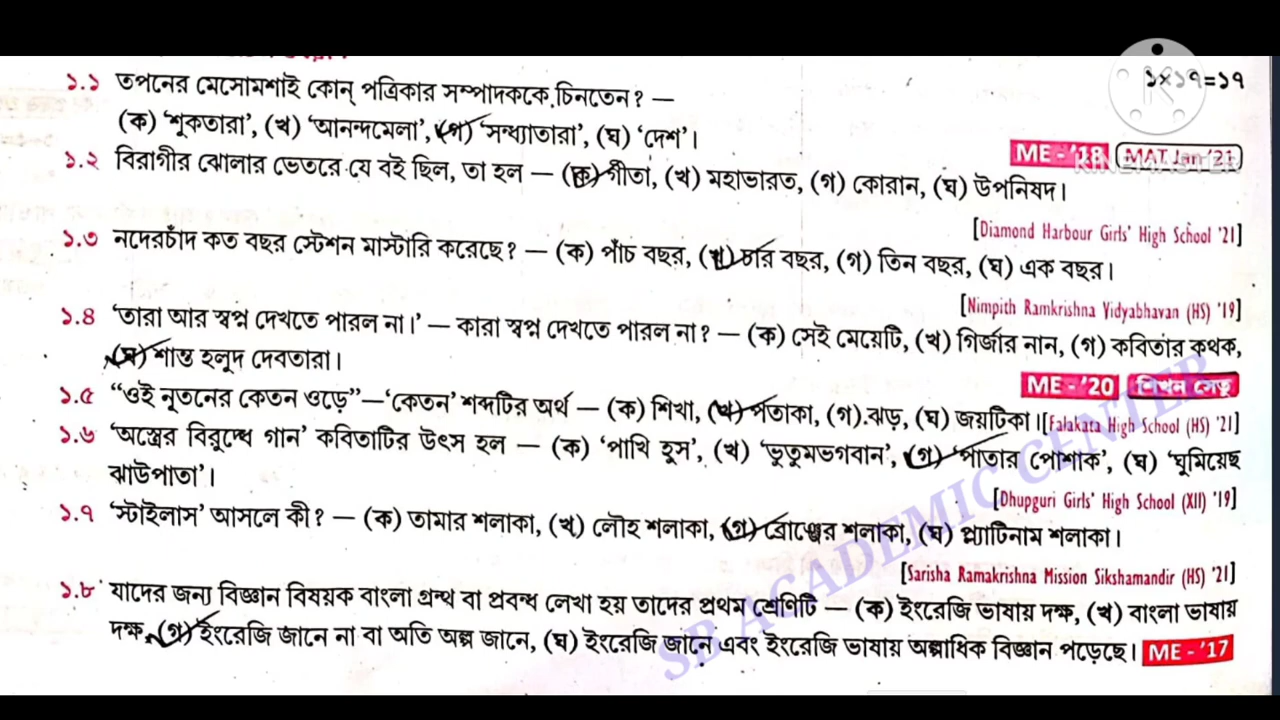 ১.১ তপনের মেসোমশাই কোন্ পত্রিকার সম্পাদককে চিনতেন? — ১×১৭=১৭
(ক) 'শুকতারা', (খ) 'আনন্দমেলা', (গ) 'সন্ধ্যাতারা', (ঘ) 'দেশ'।
ME - '18 MAT Jan '21
KINEMASTER
১.২ বিরাগীর ঝোলার ভেতরে যে বই ছিল, তা হল — (ক) গীতা, (খ) মহাভারত, (গ) কোরান, (ঘ) উপনিষদ।
[Diamond Harbour Girls' High School '21]
১.৩ নদেরচাঁদ কত বছর স্টেশন মাস্টারি করেছে? — (ক) পাঁচ বছর, (খ) চার বছর, (গ) তিন বছর, (ঘ) এক বছর।
[Nimpith Ramkrishna Vidyabhavan (HS) '19]
১.৪ 'তারা আর স্বপ্ন দেখতে পারল না।' — কারা স্বপ্ন দেখতে পারল না? — (ক) সেই মেয়েটি, (খ) গির্জার নান, (গ) কবিতার কথক,
(ঘ) শান্ত হলুদ দেবতারা।
ME - '20 শিখন সেতু
১.৫ "ওই নূতনের কেতন ওড়ে"—'কেতন' শব্দটির অর্থ — (ক) শিখা, (খ) পতাকা, (গ) ঝড়, (ঘ) জয়টিকা। [Falakata High School (HS) '21]
১.৬ 'অস্ত্রের বিরুদ্ধে গান' কবিতাটির উৎস হল — (ক) 'পাখি হুস', (খ) 'ভুতুমভগবান', (গ) 'পাতার পোশাক', (ঘ) 'ঘুমিয়েছ
ঝাউপাতা'।
[Dhupguri Girls' High School (XII) '19]
১.৭ 'স্টাইলাস' আসলে কী? — (ক) তামার শলাকা, (খ) লৌহ শলাকা, (গ) ব্রোঞ্জের শলাকা, (ঘ) প্ল্যাটিনাম শলাকা।
[Sarisha Ramakrishna Mission Sikshamandir (HS) '21]
১.৮ যাদের জন্য বিজ্ঞান বিষয়ক বাংলা গ্রন্থ বা প্রবন্ধ লেখা হয় তাদের প্রথম শ্রেণিটি — (ক) ইংরেজি ভাষায় দক্ষ, (খ) বাংলা ভাষায়
দক্ষ, (গ) ইংরেজি জানে না বা অতি অল্প জানে, (ঘ) ইংরেজি জানে এবং ইংরেজি ভাষায় অল্পাধিক বিজ্ঞান পড়েছে। ME - '17
SB ACADEMIC CENTER